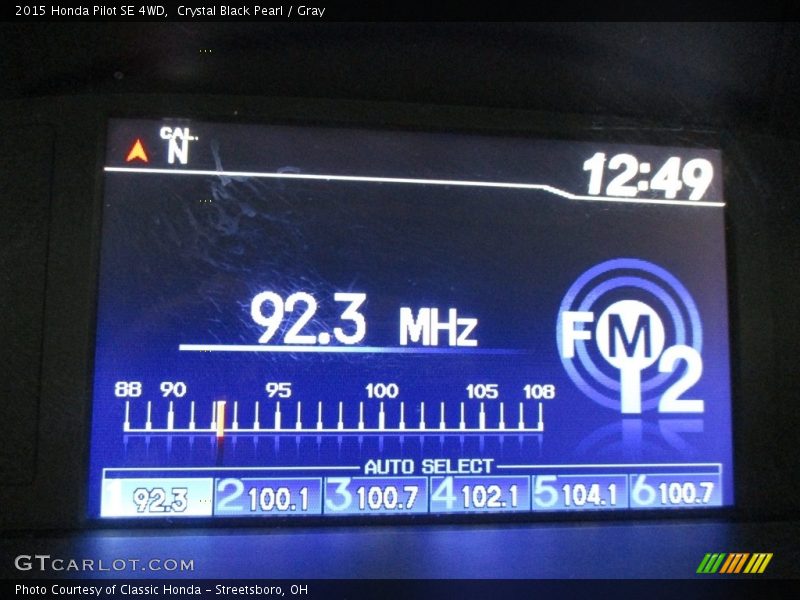 2015 Honda Pilot SE 4WD,  Crystal Black Pearl / Gray
CAL.
N
12:49
92.3 MHz
FM2
88 90 95 100 105 108
AUTO SELECT
1 92.3 2 100.1 3 100.7 4 102.1 5 104.1 6 100.7
GTCARLOT.COM
Photo Courtesy of Classic Honda - Streetsboro, OH